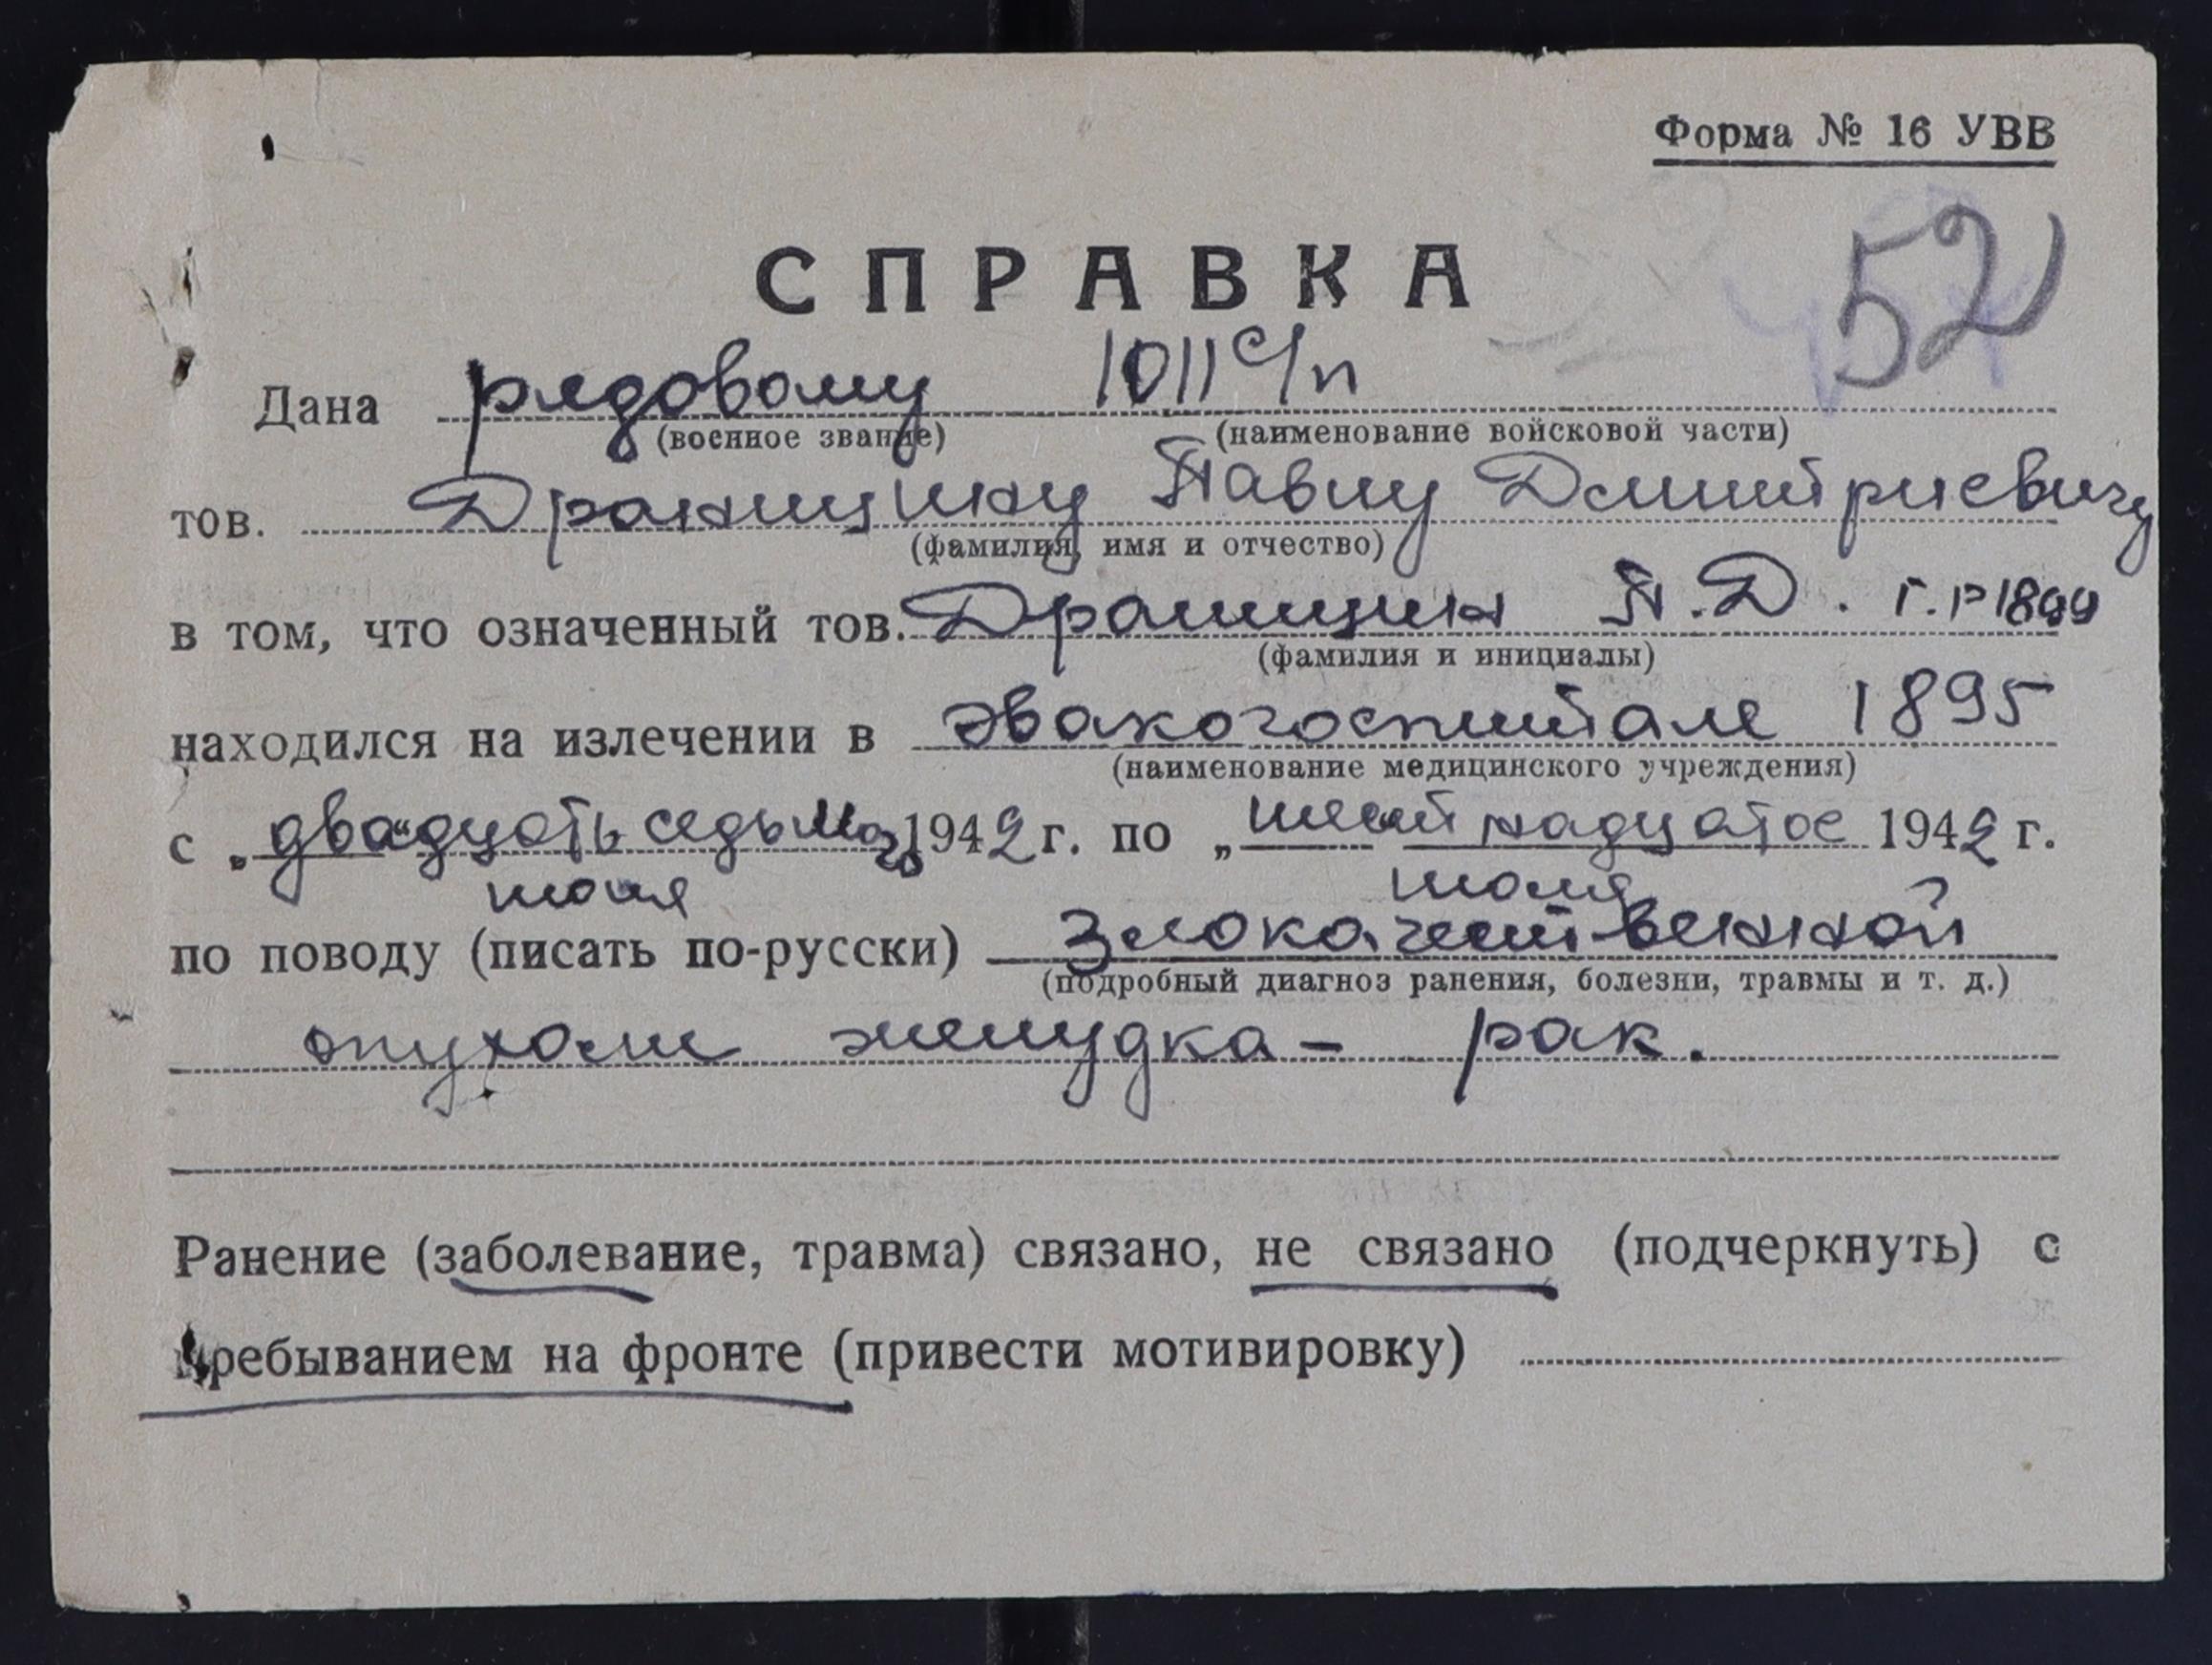 Форма № 16 УВВ
52
СПРАВКА
Дана рядовому 1011 с/п
(военное звание) (наименование войсковой части)
тов. Дранищину Павлу Дмитриевичу
(фамилия, имя и отчество)
в том, что означенный тов. Дранищин П.Д. г.р 1899
(фамилия и инициалы)
находился на излечении в эвакогоспитале 1895
(наименование медицинского учреждения)
с „двадцать седьмого 1942 г. по „шестнадцатое 1942 г.
июня июля
по поводу (писать по-русски) Злокачественной
(подробный диагноз ранения, болезни, травмы и т. д.)
опухоли желудка - рак.
Ранение (заболевание, травма) связано, не связано (подчеркнуть) с
пребыванием на фронте (привести мотивировку)